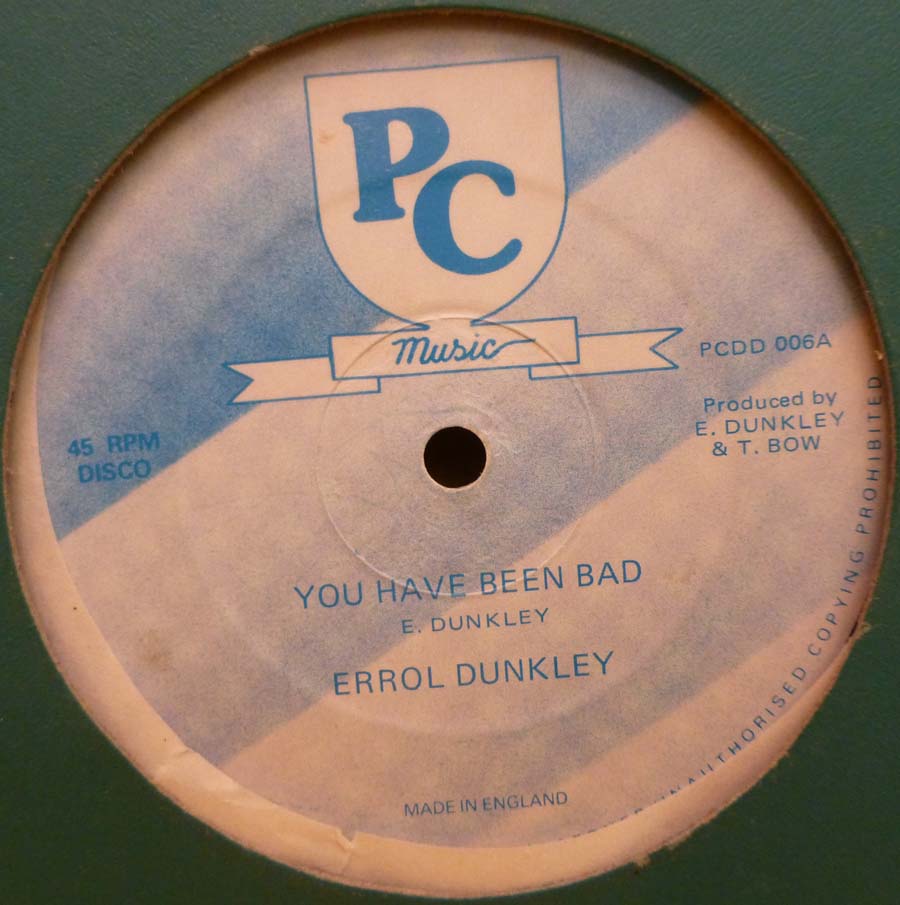 PC
Music
PCDD 006A
45 RPM
DISCO
Produced by
E. DUNKLEY
& T. BOW
YOU HAVE BEEN BAD
E. DUNKLEY
ERROL DUNKLEY
MADE IN ENGLAND
UNAUTHORISED COPYING PROHIBITED